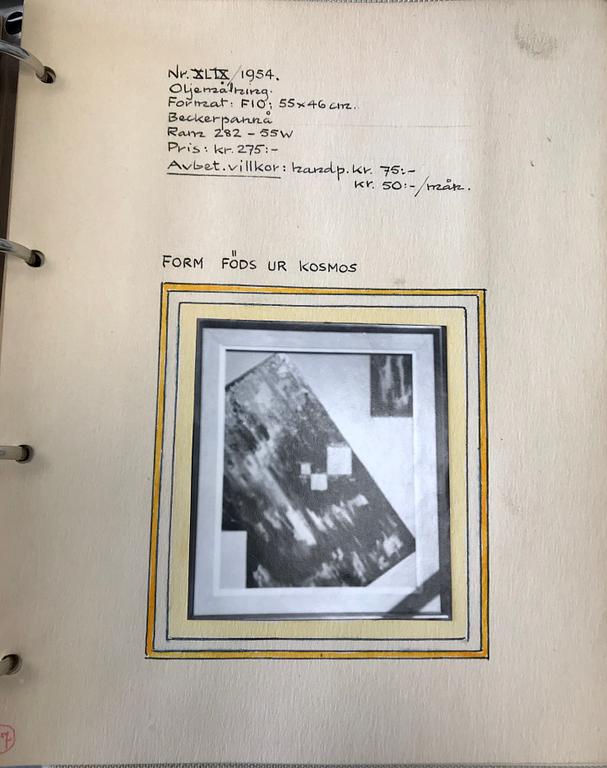 Nr. XLIX/1954.
Oljemålning.
Format: F10; 55x46 cm.
Beckerpannå
Ram 282 - 55W
Pris: kr. 275:-
Avbet. villkor: handp. kr. 75:-
kr. 50:-/mån.
FORM FÖDS UR KOSMOS